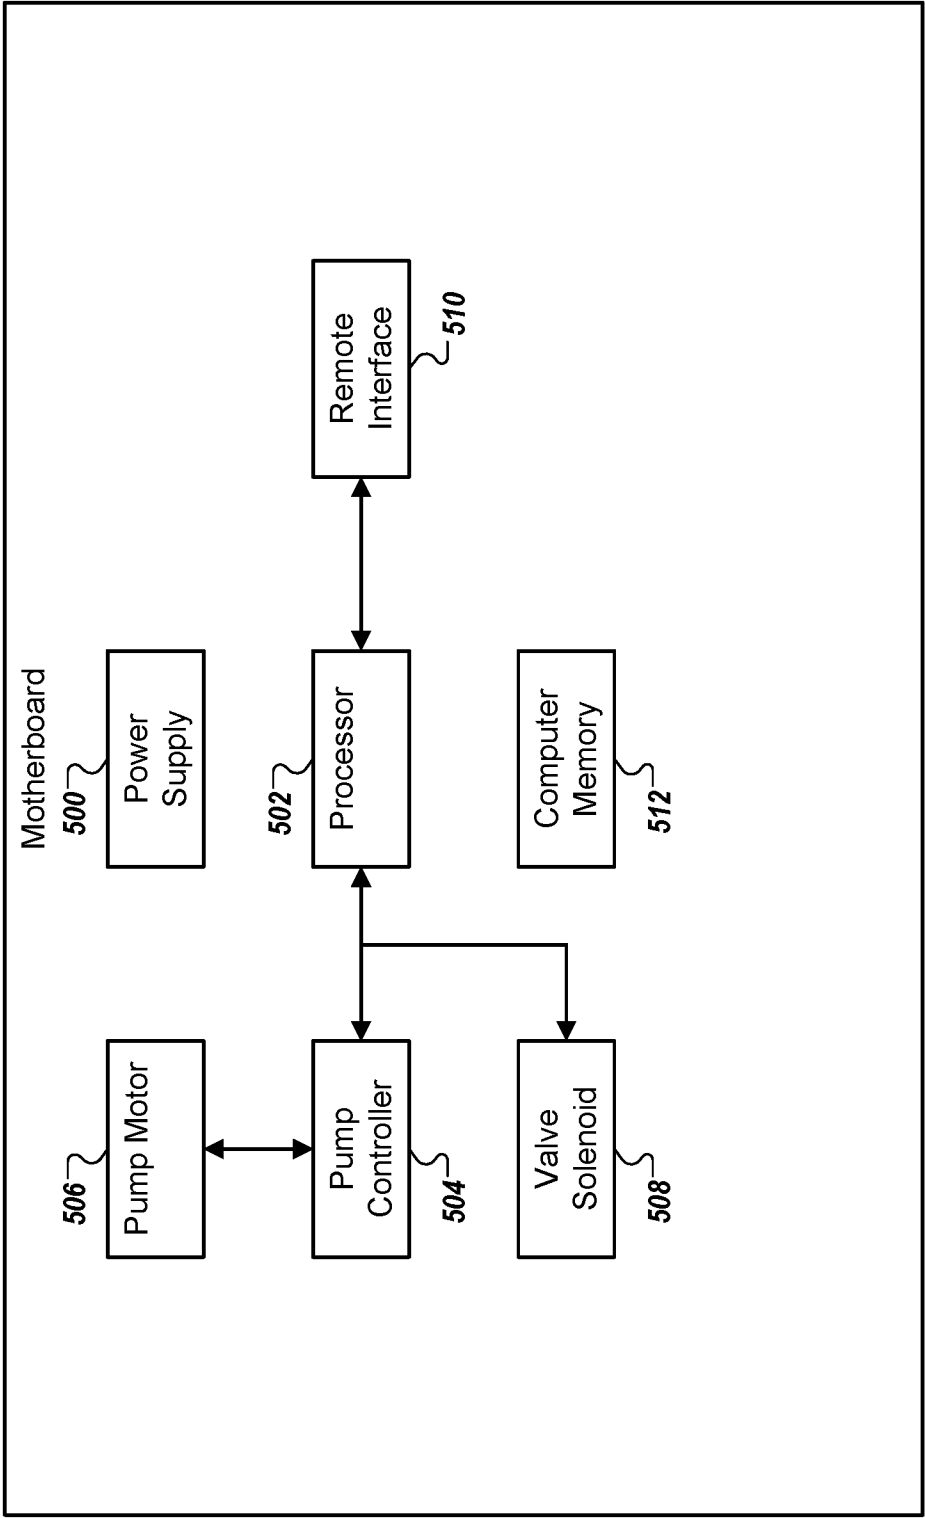 Motherboard
506
Pump Motor
500
Power
Supply
Pump
Controller
504
502
Processor
Remote
Interface
510
Valve
Solenoid
508
Computer
Memory
512